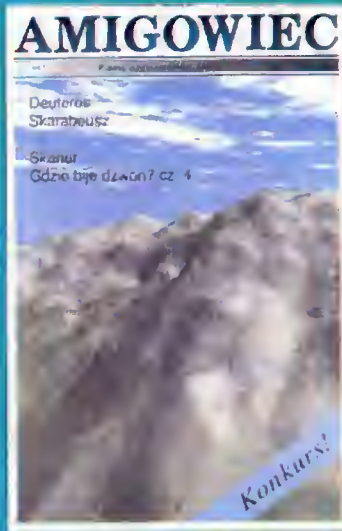 AMIGOWIEC
Deuteros
Skarabeusz
Skaner
Gdzie bije dzwon? cz. 4
Konkurs!